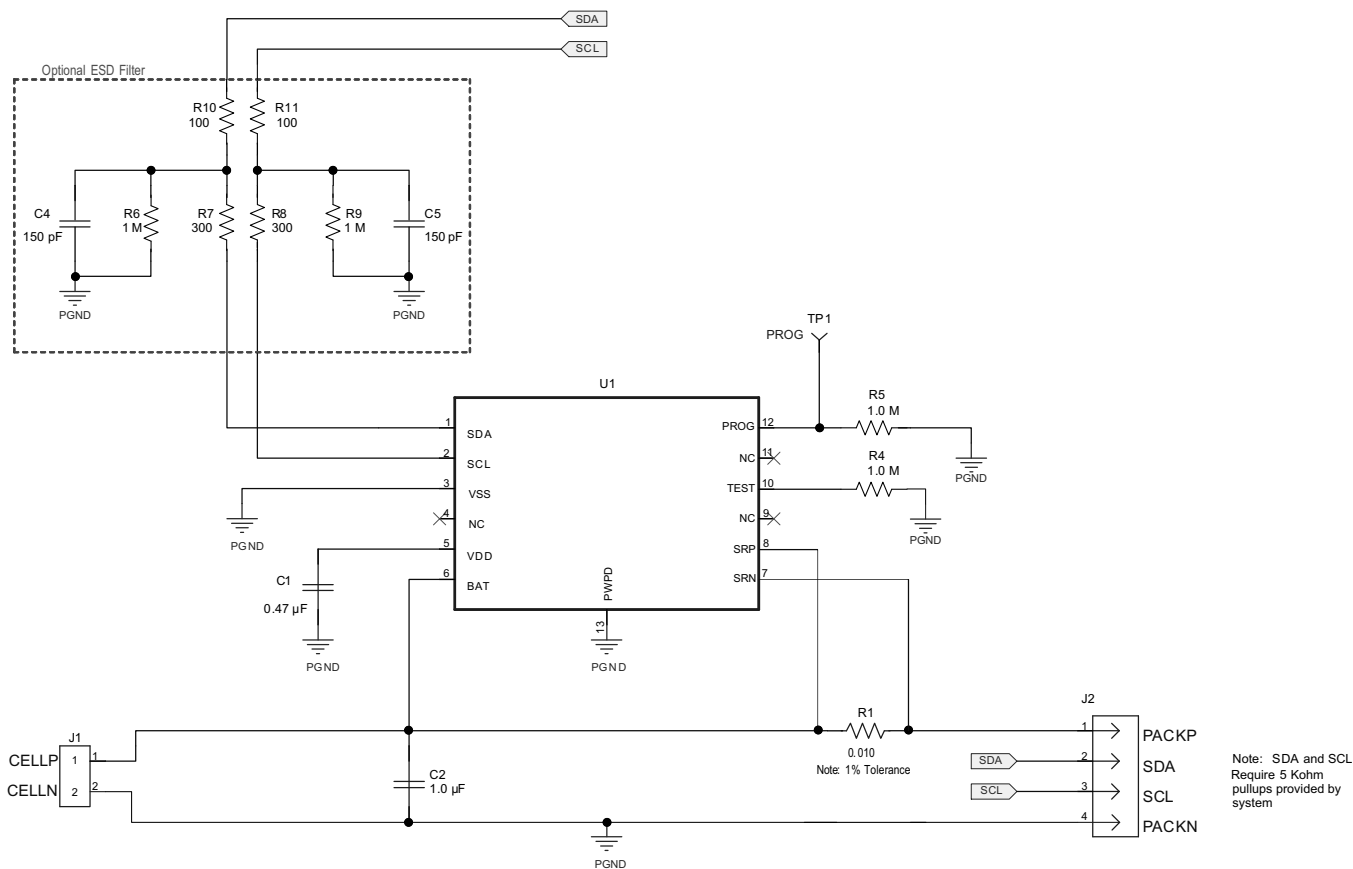 SDA
SCL
Optional ESD Filter
R10
100
R11
100
C4
150 pF
R6
1 M
R7
300
R8
300
R9
1 M
C5
150 pF
PGND
PGND
TP1
PROG
U1
R5
1.0 M
1
SDA
PROG
12
2
SCL
NC
11
R4
1.0 M
PGND
3
VSS
TEST
10
4
NC
NC
9
PGND
PGND
5
VDD
SRP
8
6
BAT
SRN
7
C1
0.47 µF
PWPD
13
PGND
PGND
J2
R1
0.010
Note: 1% Tolerance
1
PACKP
J1
CELLP
1
1
CELLN
2
2
C2
1.0 µF
SDA
2
SDA
SCL
3
SCL
4
PACKN
PGND
Note: SDA and SCL
Require 5 Kohm
pullups provided by
system